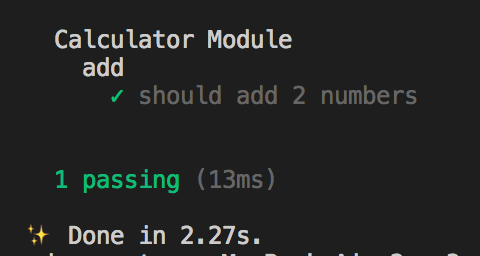 Calculator Module
add
✓ should add 2 numbers
1 passing (13ms)
✨ Done in 2.27s.